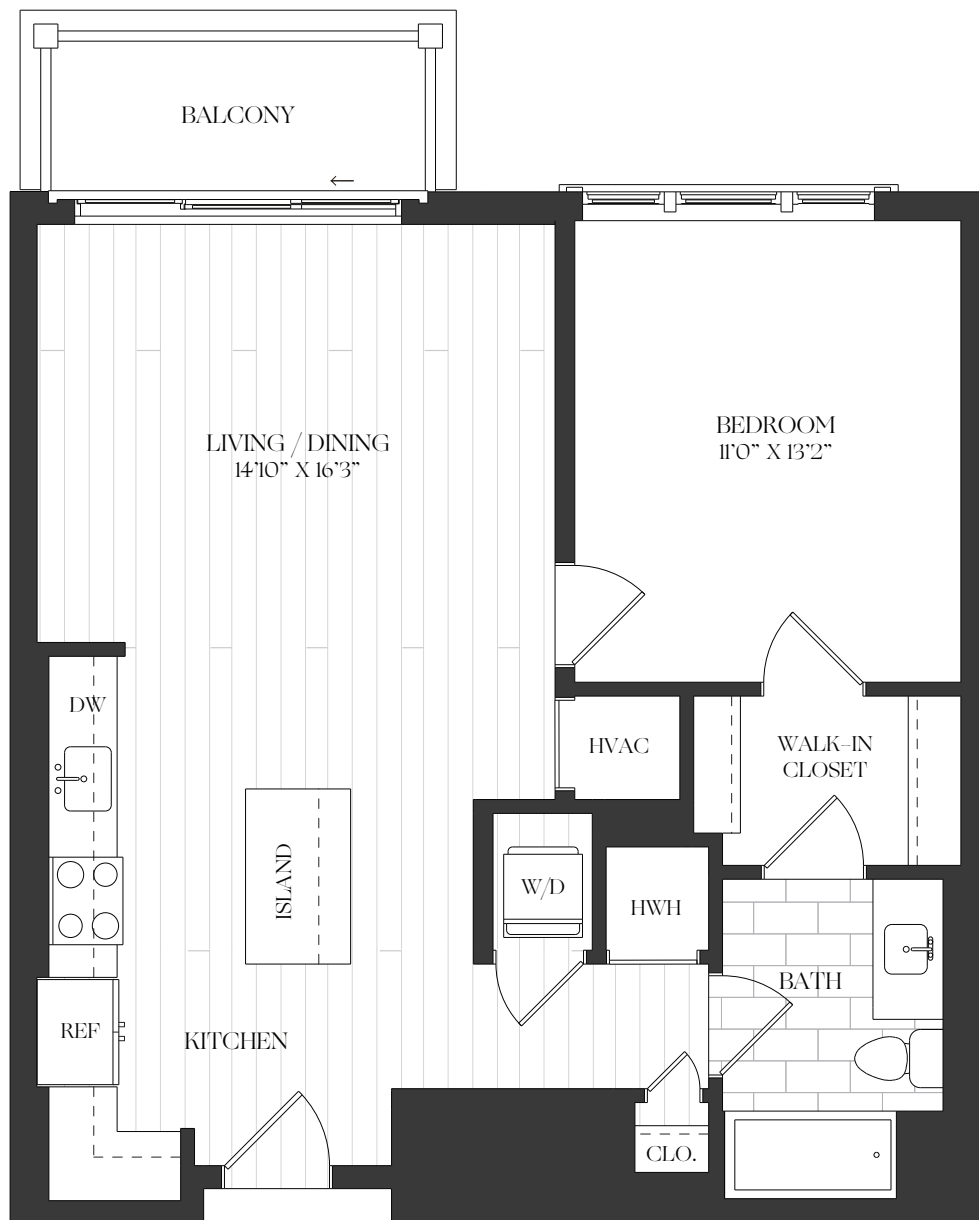 BALCONY
LIVING / DINING
14'10" X 16'3"
BEDROOM
11'0" X 13'2"
DW
HVAC
WALK-IN
CLOSET
ISLAND
W/D
HWH
BATH
REF
KITCHEN
CLO.